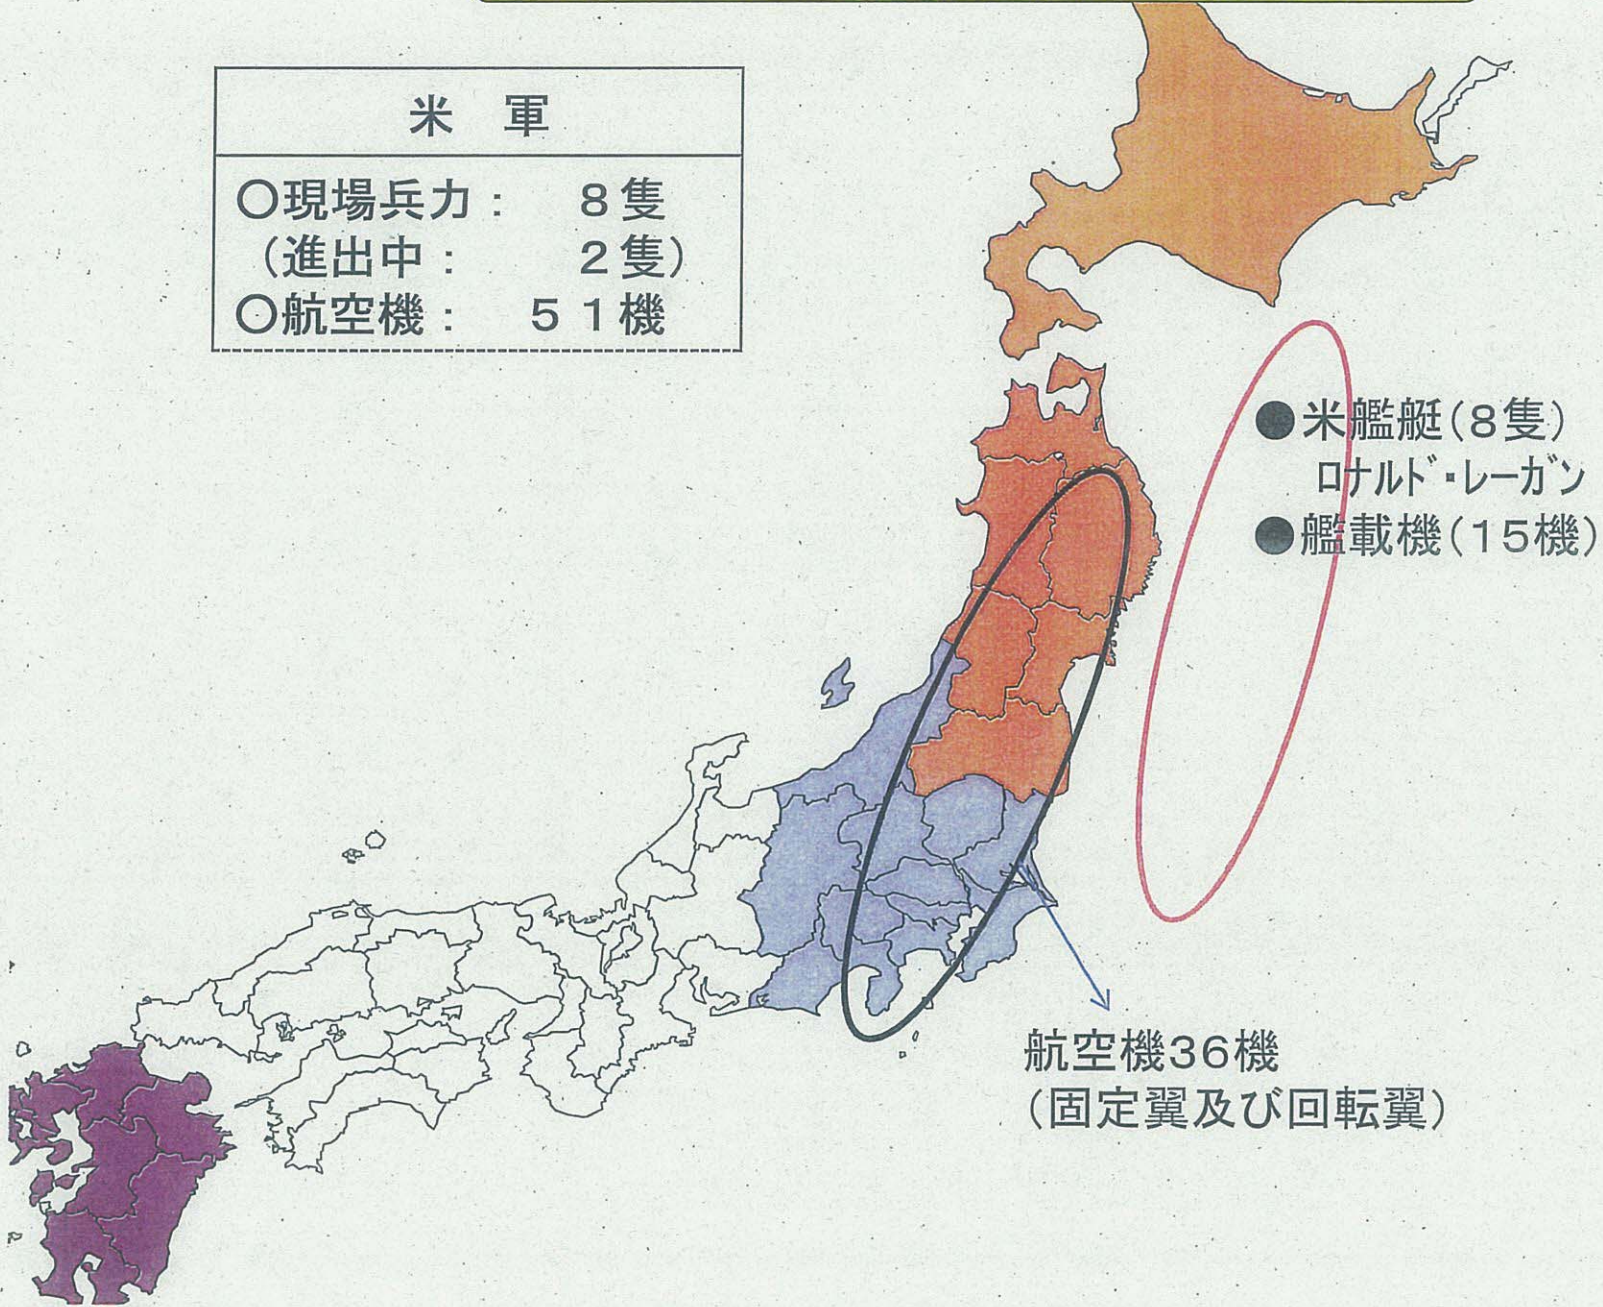 米 軍
○現場兵力： 8隻
（進出中： 2隻）
○航空機： 51機
●米艦艇(8隻)
ロナルド・レーガン
●艦載機(15機)
航空機36機
(固定翼及び回転翼)